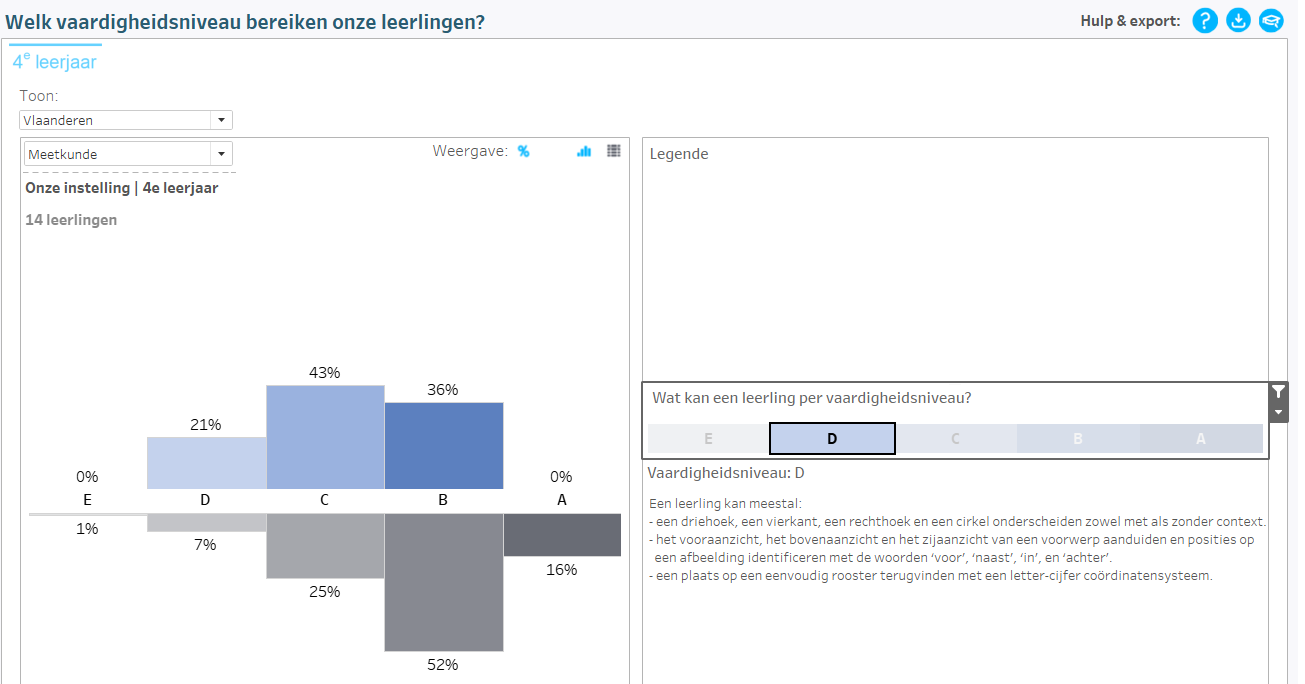 Welk vaardigheidsniveau bereiken onze leerlingen?
Hulp & export: ?
4e leerjaar
Toon:
Vlaanderen
Meetkunde
Weergave: %
Onze instelling | 4e leerjaar
14 leerlingen
43%
36%
21%
0% 0%
E D C B A
1%
7%
16%
25%
52%
Legende
Wat kan een leerling per vaardigheidsniveau?
E D C B A
Vaardigheidsniveau: D
Een leerling kan meestal:
- een driehoek, een vierkant, een rechthoek en een cirkel onderscheiden zowel met als zonder context.
- het vooraanzicht, het bovenaanzicht en het zijaanzicht van een voorwerp aanduiden en posities op
een afbeelding identificeren met de woorden ‘voor’, ‘naast’, ‘in’, en ‘achter’.
- een plaats op een eenvoudig rooster terugvinden met een letter-cijfer coördinatensysteem.